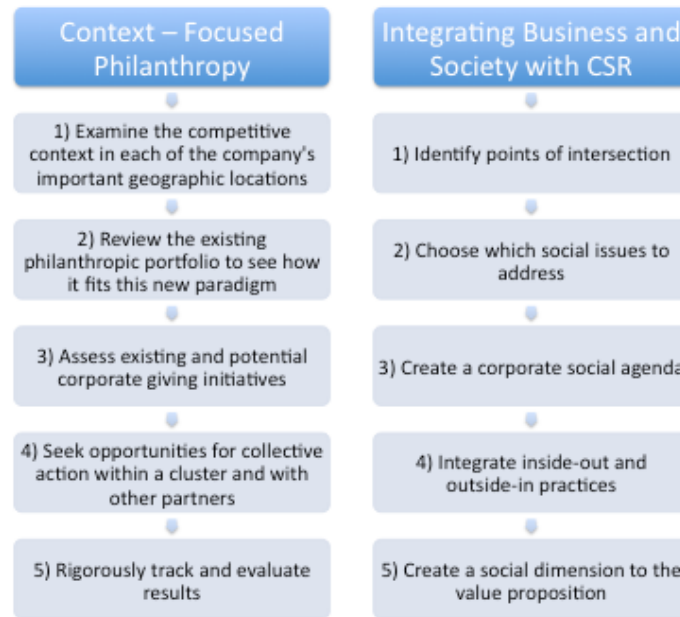 Context – Focused
Philanthropy
1) Examine the competitive
context in each of the company's
important geographic locations
2) Review the existing
philanthropic portfolio to see how
it fits this new paradigm
3) Assess existing and potential
corporate giving initiatives
4) Seek opportunities for collective
action within a cluster and with
other partners
5) Rigorously track and evaluate
results
Integrating Business and
Society with CSR
1) Identify points of intersection
2) Choose which social issues to
address
3) Create a corporate social agenda
4) Integrate inside-out and
outside-in practices
5) Create a social dimension to the
value proposition